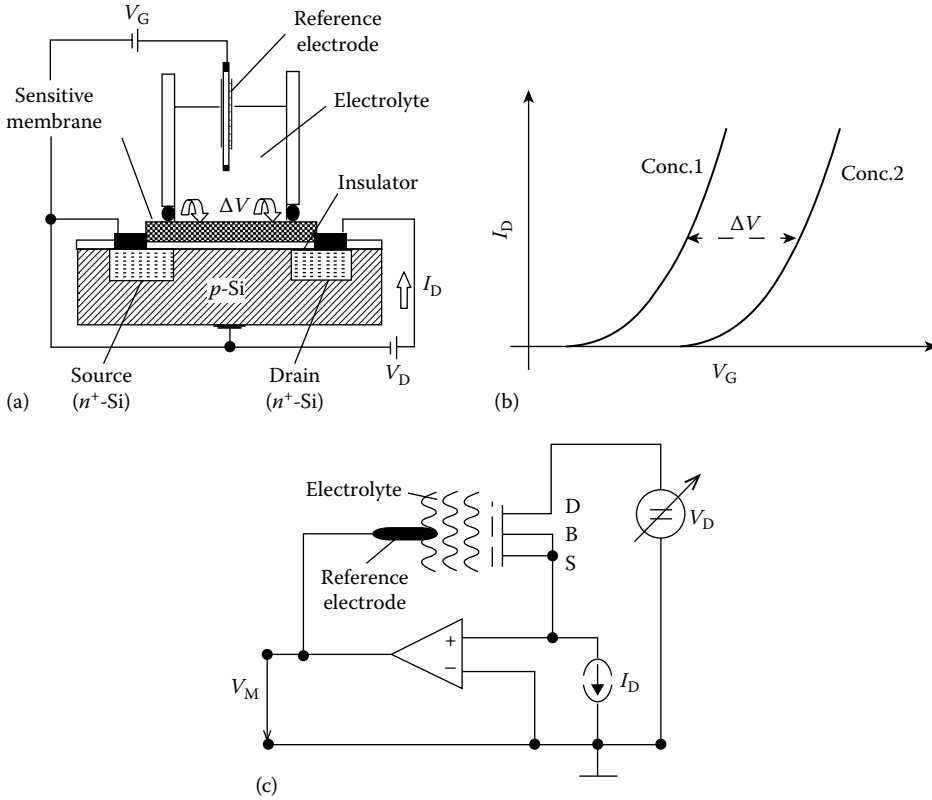 V_G
Reference
electrode
Sensitive
membrane
Electrolyte
Insulator
ΔV
p-Si
I_D
Source
(n⁺-Si)
Drain
(n⁺-Si)
V_D
(a)
I_D
Conc.1
Conc.2
ΔV
V_G
(b)
Electrolyte
D
B
S
V_D
Reference
electrode
+
−
V_M
I_D
(c)